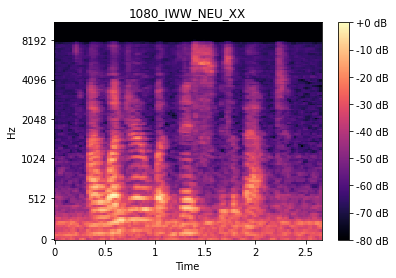 1080_IWW_NEU_XX
+0 dB
8192
-10 dB
-20 dB
4096
-30 dB
Hz
2048
-40 dB
1024
-50 dB
-60 dB
512
-70 dB
0
-80 dB
0 0.5 1 1.5 2 2.5
Time